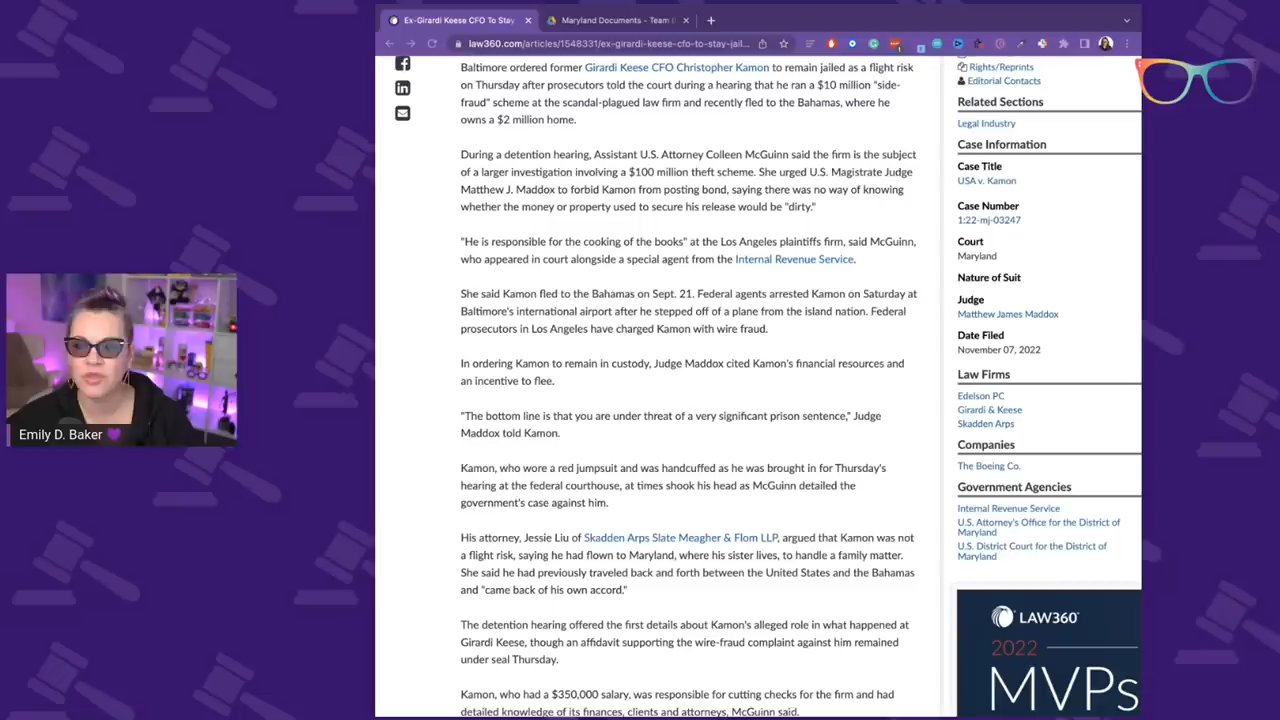 Ex-Girardi Keese CFO To Stay
Maryland Documents - Team
law360.com/articles/1548331/ex-girardi-keese-cfo-to-stay-jail...
Baltimore ordered former Girardi Keese CFO Christopher Kamon to remain jailed as a flight risk
on Thursday after prosecutors told the court during a hearing that he ran a $10 million "side-
fraud" scheme at the scandal-plagued law firm and recently fled to the Bahamas, where he
owns a $2 million home.
During a detention hearing, Assistant U.S. Attorney Colleen McGuinn said the firm is the subject
of a larger investigation involving a $100 million theft scheme. She urged U.S. Magistrate Judge
Matthew J. Maddox to forbid Kamon from posting bond, saying there was no way of knowing
whether the money or property used to secure his release would be "dirty."
"He is responsible for the cooking of the books" at the Los Angeles plaintiffs firm, said McGuinn,
who appeared in court alongside a special agent from the Internal Revenue Service.
She said Kamon fled to the Bahamas on Sept. 21. Federal agents arrested Kamon on Saturday at
Baltimore's international airport after he stepped off of a plane from the island nation. Federal
prosecutors in Los Angeles have charged Kamon with wire fraud.
In ordering Kamon to remain in custody, Judge Maddox cited Kamon's financial resources and
an incentive to flee.
"The bottom line is that you are under threat of a very significant prison sentence," Judge
Maddox told Kamon.
Kamon, who wore a red jumpsuit and was handcuffed as he was brought in for Thursday's
hearing at the federal courthouse, at times shook his head as McGuinn detailed the
government's case against him.
His attorney, Jessie Liu of Skadden Arps Slate Meagher & Flom LLP, argued that Kamon was not
a flight risk, saying he had flown to Maryland, where his sister lives, to handle a family matter.
She said he had previously traveled back and forth between the United States and the Bahamas
and "came back of his own accord."
The detention hearing offered the first details about Kamon's alleged role in what happened at
Girardi Keese, though an affidavit supporting the wire-fraud complaint against him remained
under seal Thursday.
Kamon, who had a $350,000 salary, was responsible for cutting checks for the firm and had
detailed knowledge of its finances, clients and attorneys, McGuinn said.
Rights/Reprints
Editorial Contacts
Related Sections
Legal Industry
Case Information
Case Title
USA v. Kamon
Case Number
1:22-mj-03247
Court
Maryland
Nature of Suit
Judge
Matthew James Maddox
Date Filed
November 07, 2022
Law Firms
Edelson PC
Girardi & Keese
Skadden Arps
Companies
The Boeing Co.
Government Agencies
Internal Revenue Service
U.S. Attorney's Office for the District of
Maryland
U.S. District Court for the District of
Maryland
LAW360
2022
MVPs
Emily D. Baker 💜